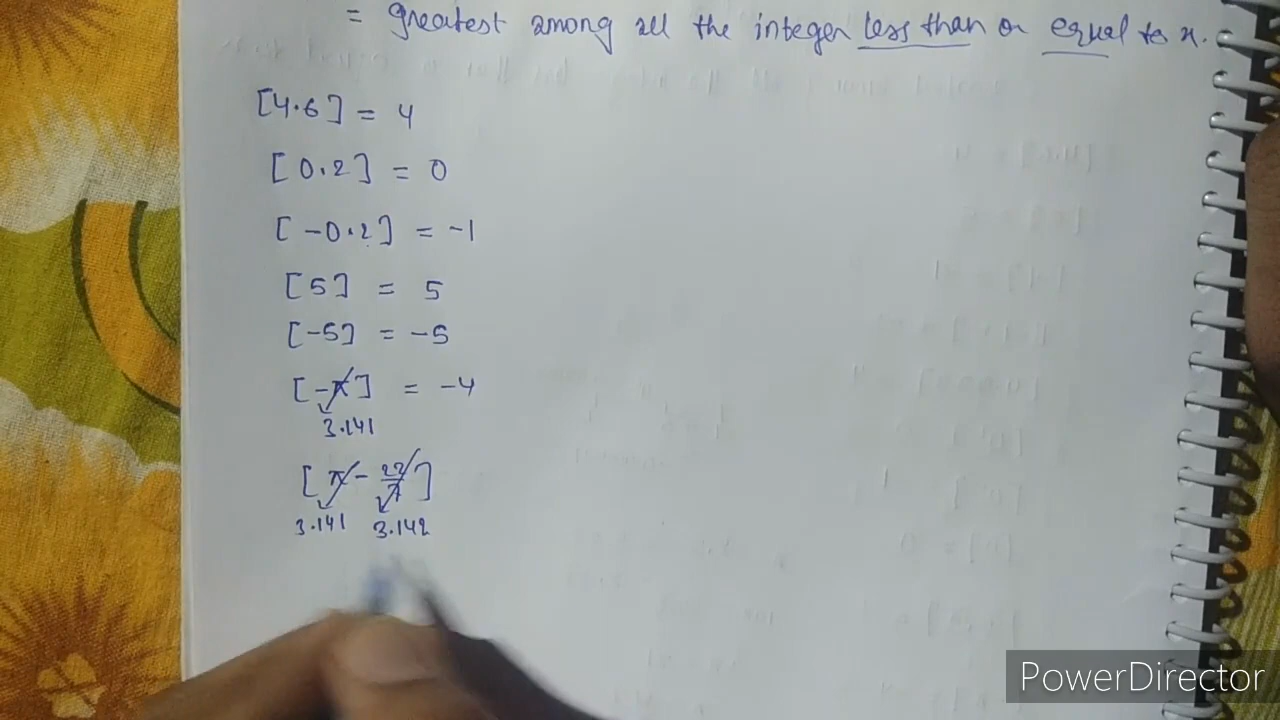 = greatest among all the integer less than or equal to x.
[4.6] = 4
[0.2] = 0
[-0.2] = -1
[5] = 5
[-5] = -5
[-π] = -4
3.141
[π - 22/7]
3.141 3.142
PowerDirector